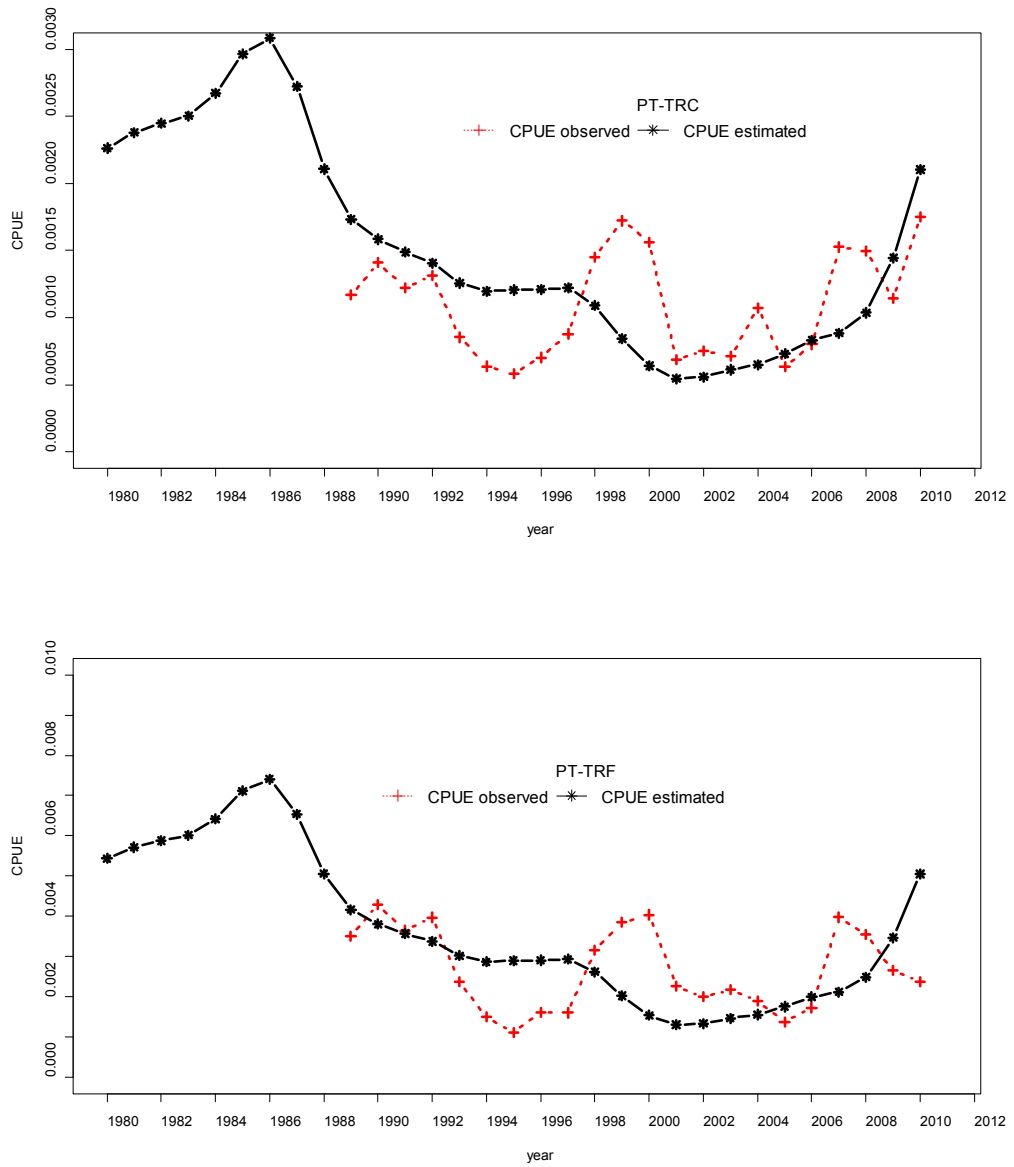 0.0030
0.0025
0.0020
0.0015
0.0010
0.0005
0.0000
CPUE
PT-TRC
CPUE observed CPUE estimated
1980 1982 1984 1986 1988 1990 1992 1994 1996 1998 2000 2002 2004 2006 2008 2010 2012
year
0.010
0.008
0.006
0.004
0.002
0.000
CPUE
PT-TRF
CPUE observed CPUE estimated
1980 1982 1984 1986 1988 1990 1992 1994 1996 1998 2000 2002 2004 2006 2008 2010 2012
year